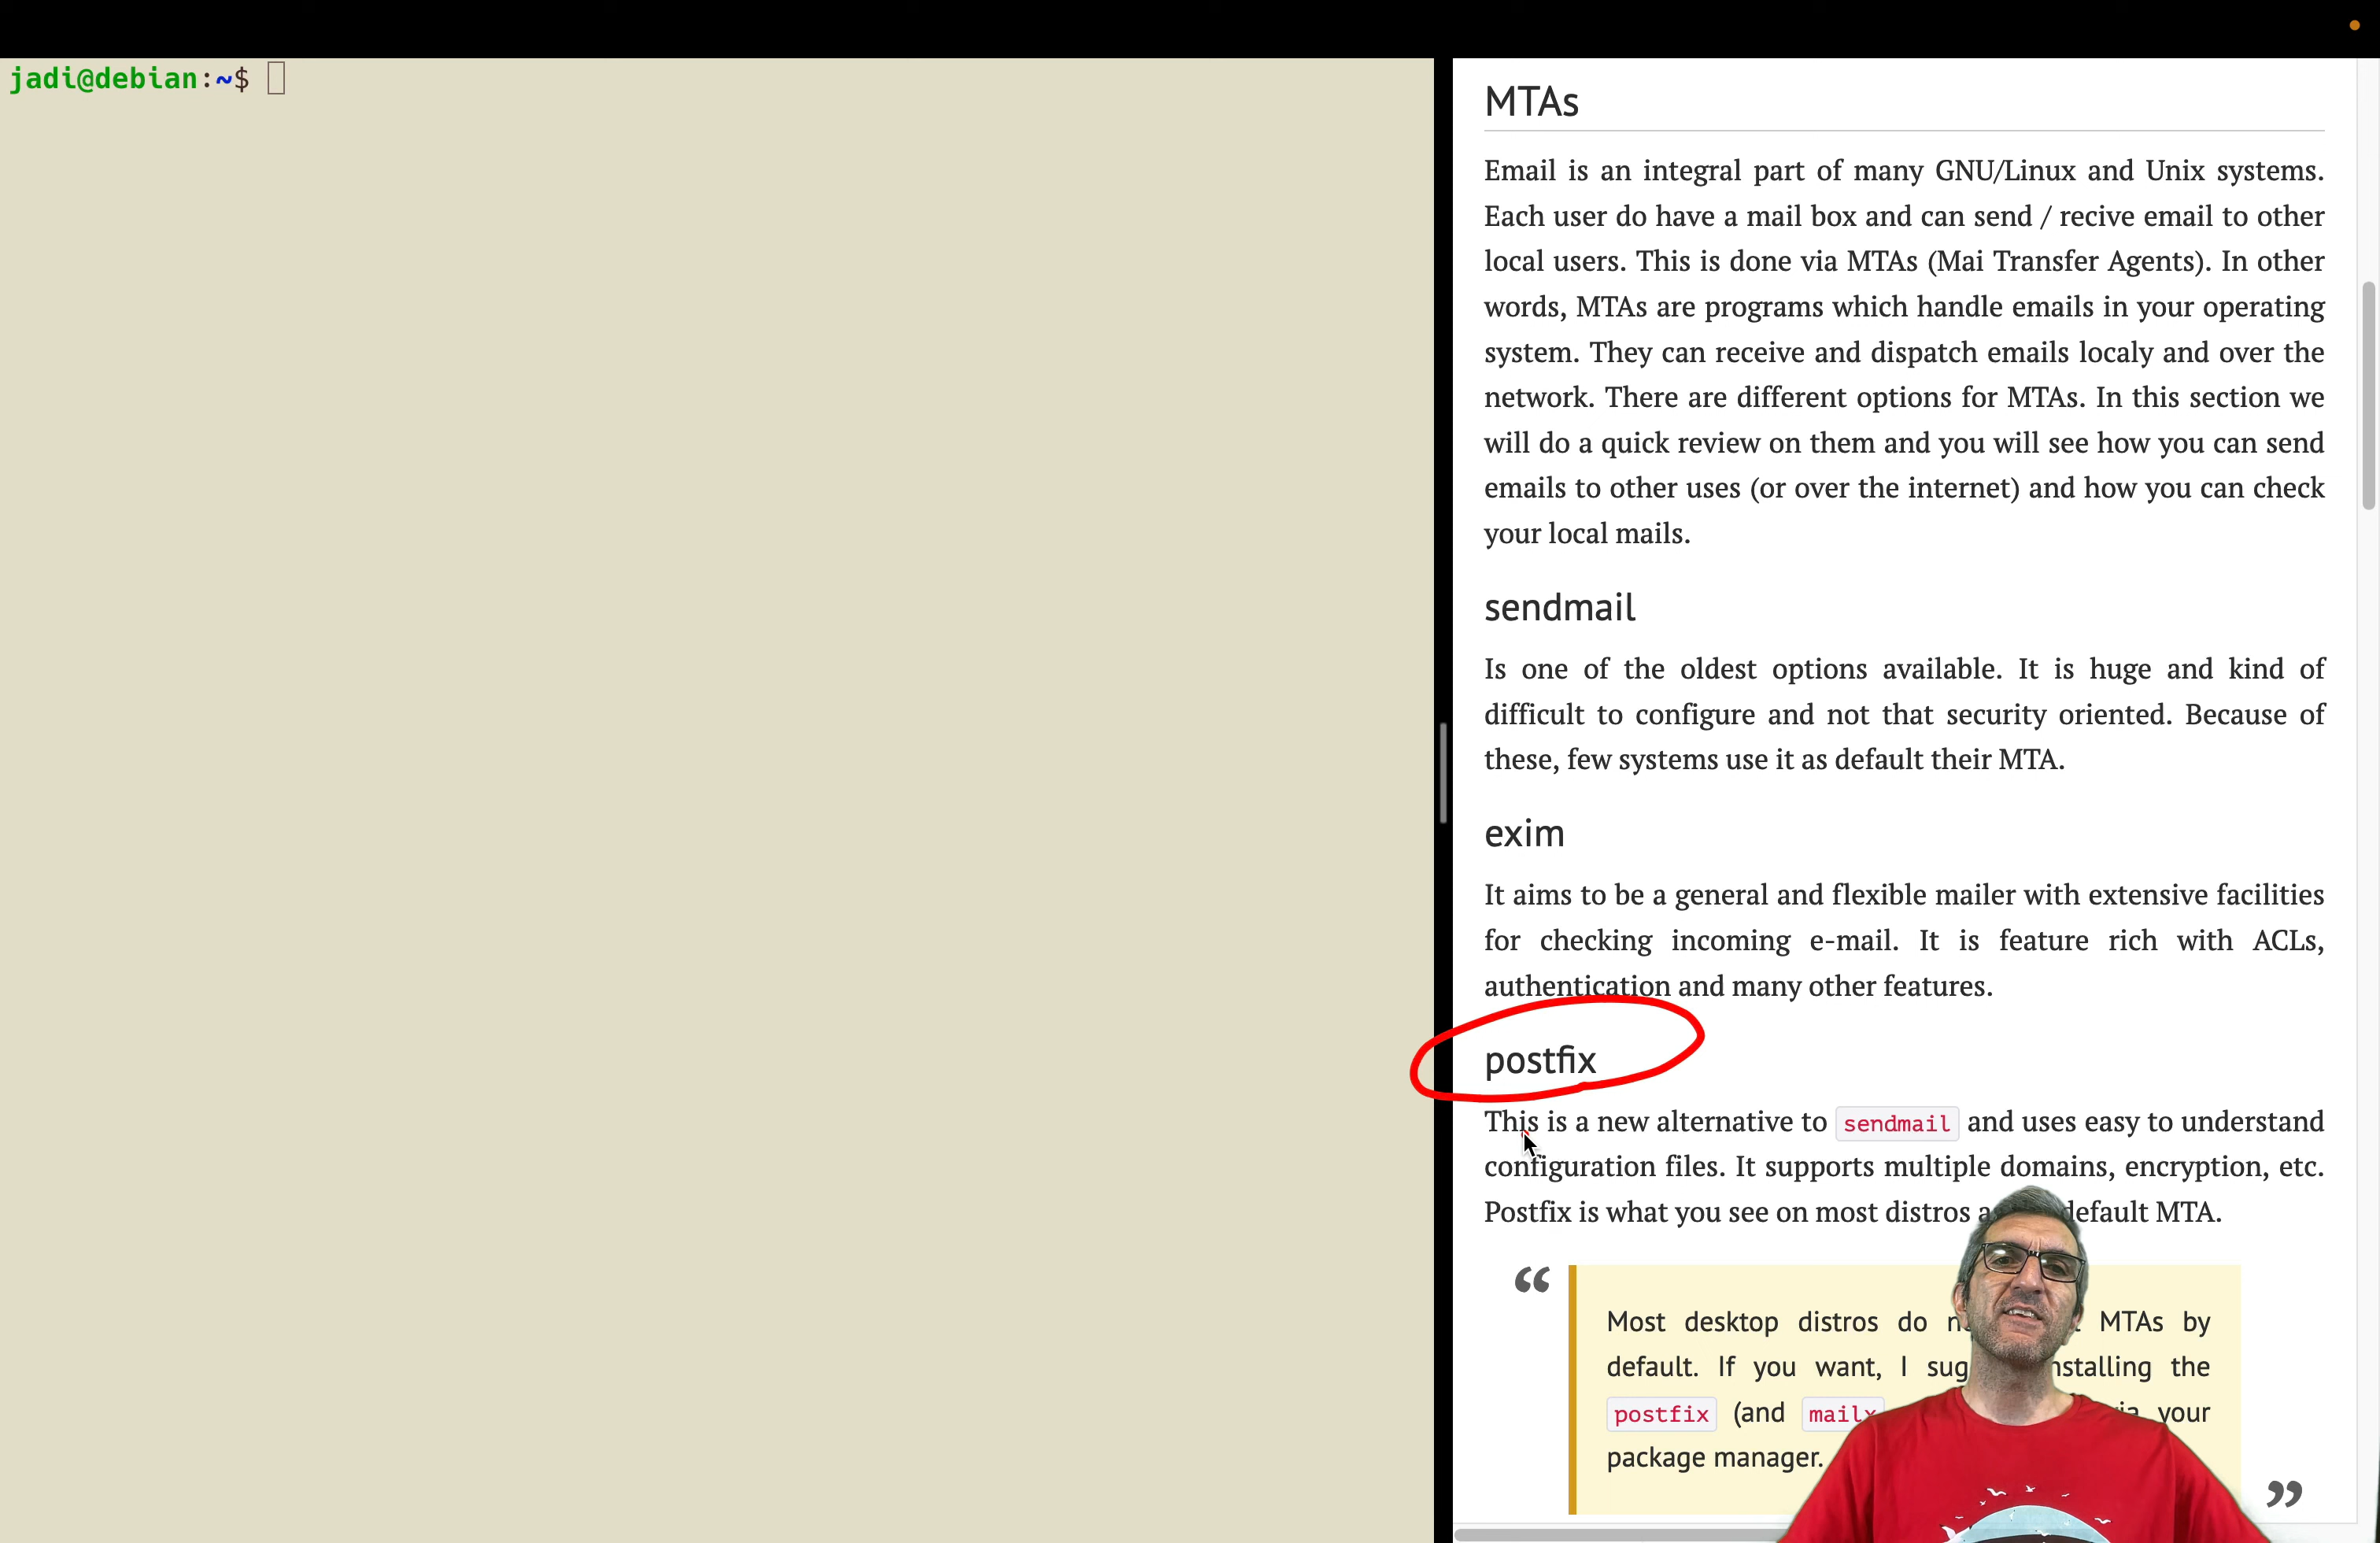 jadi@debian:~$
MTAs
Email is an integral part of many GNU/Linux and Unix systems.
Each user do have a mail box and can send / recive email to other
local users. This is done via MTAs (Mai Transfer Agents). In other
words, MTAs are programs which handle emails in your operating
system. They can receive and dispatch emails localy and over the
network. There are different options for MTAs. In this section we
will do a quick review on them and you will see how you can send
emails to other uses (or over the internet) and how you can check
your local mails.
sendmail
Is one of the oldest options available. It is huge and kind of
difficult to configure and not that security oriented. Because of
these, few systems use it as default their MTA.
exim
It aims to be a general and flexible mailer with extensive facilities
for checking incoming e-mail. It is feature rich with ACLs,
authentication and many other features.
postfix
This is a new alternative to sendmail and uses easy to understand
configuration files. It supports multiple domains, encryption, etc.
Postfix is what you see on most distros default MTA.
“
Most desktop distros do MTAs by
default. If you want, I the
postfix (and mailx your
package manager.
”